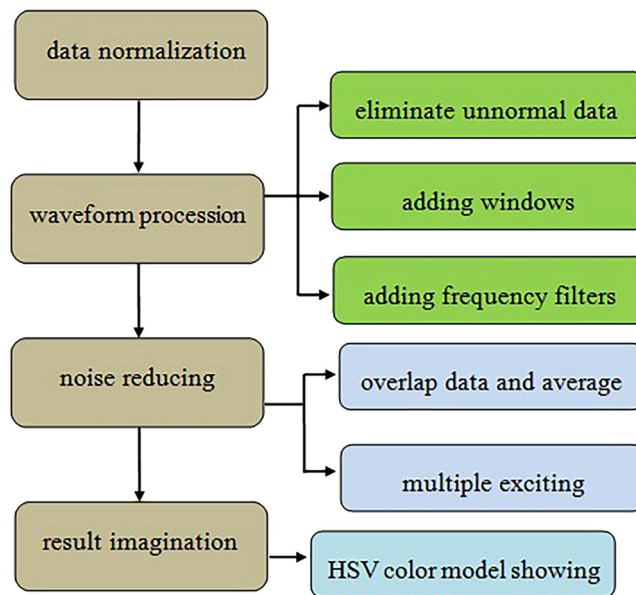 data normalization
eliminate unnormal data
waveform procession
adding windows
adding frequency filters
noise reducing
overlap data and average
multiple exciting
result imagination
HSV color model showing